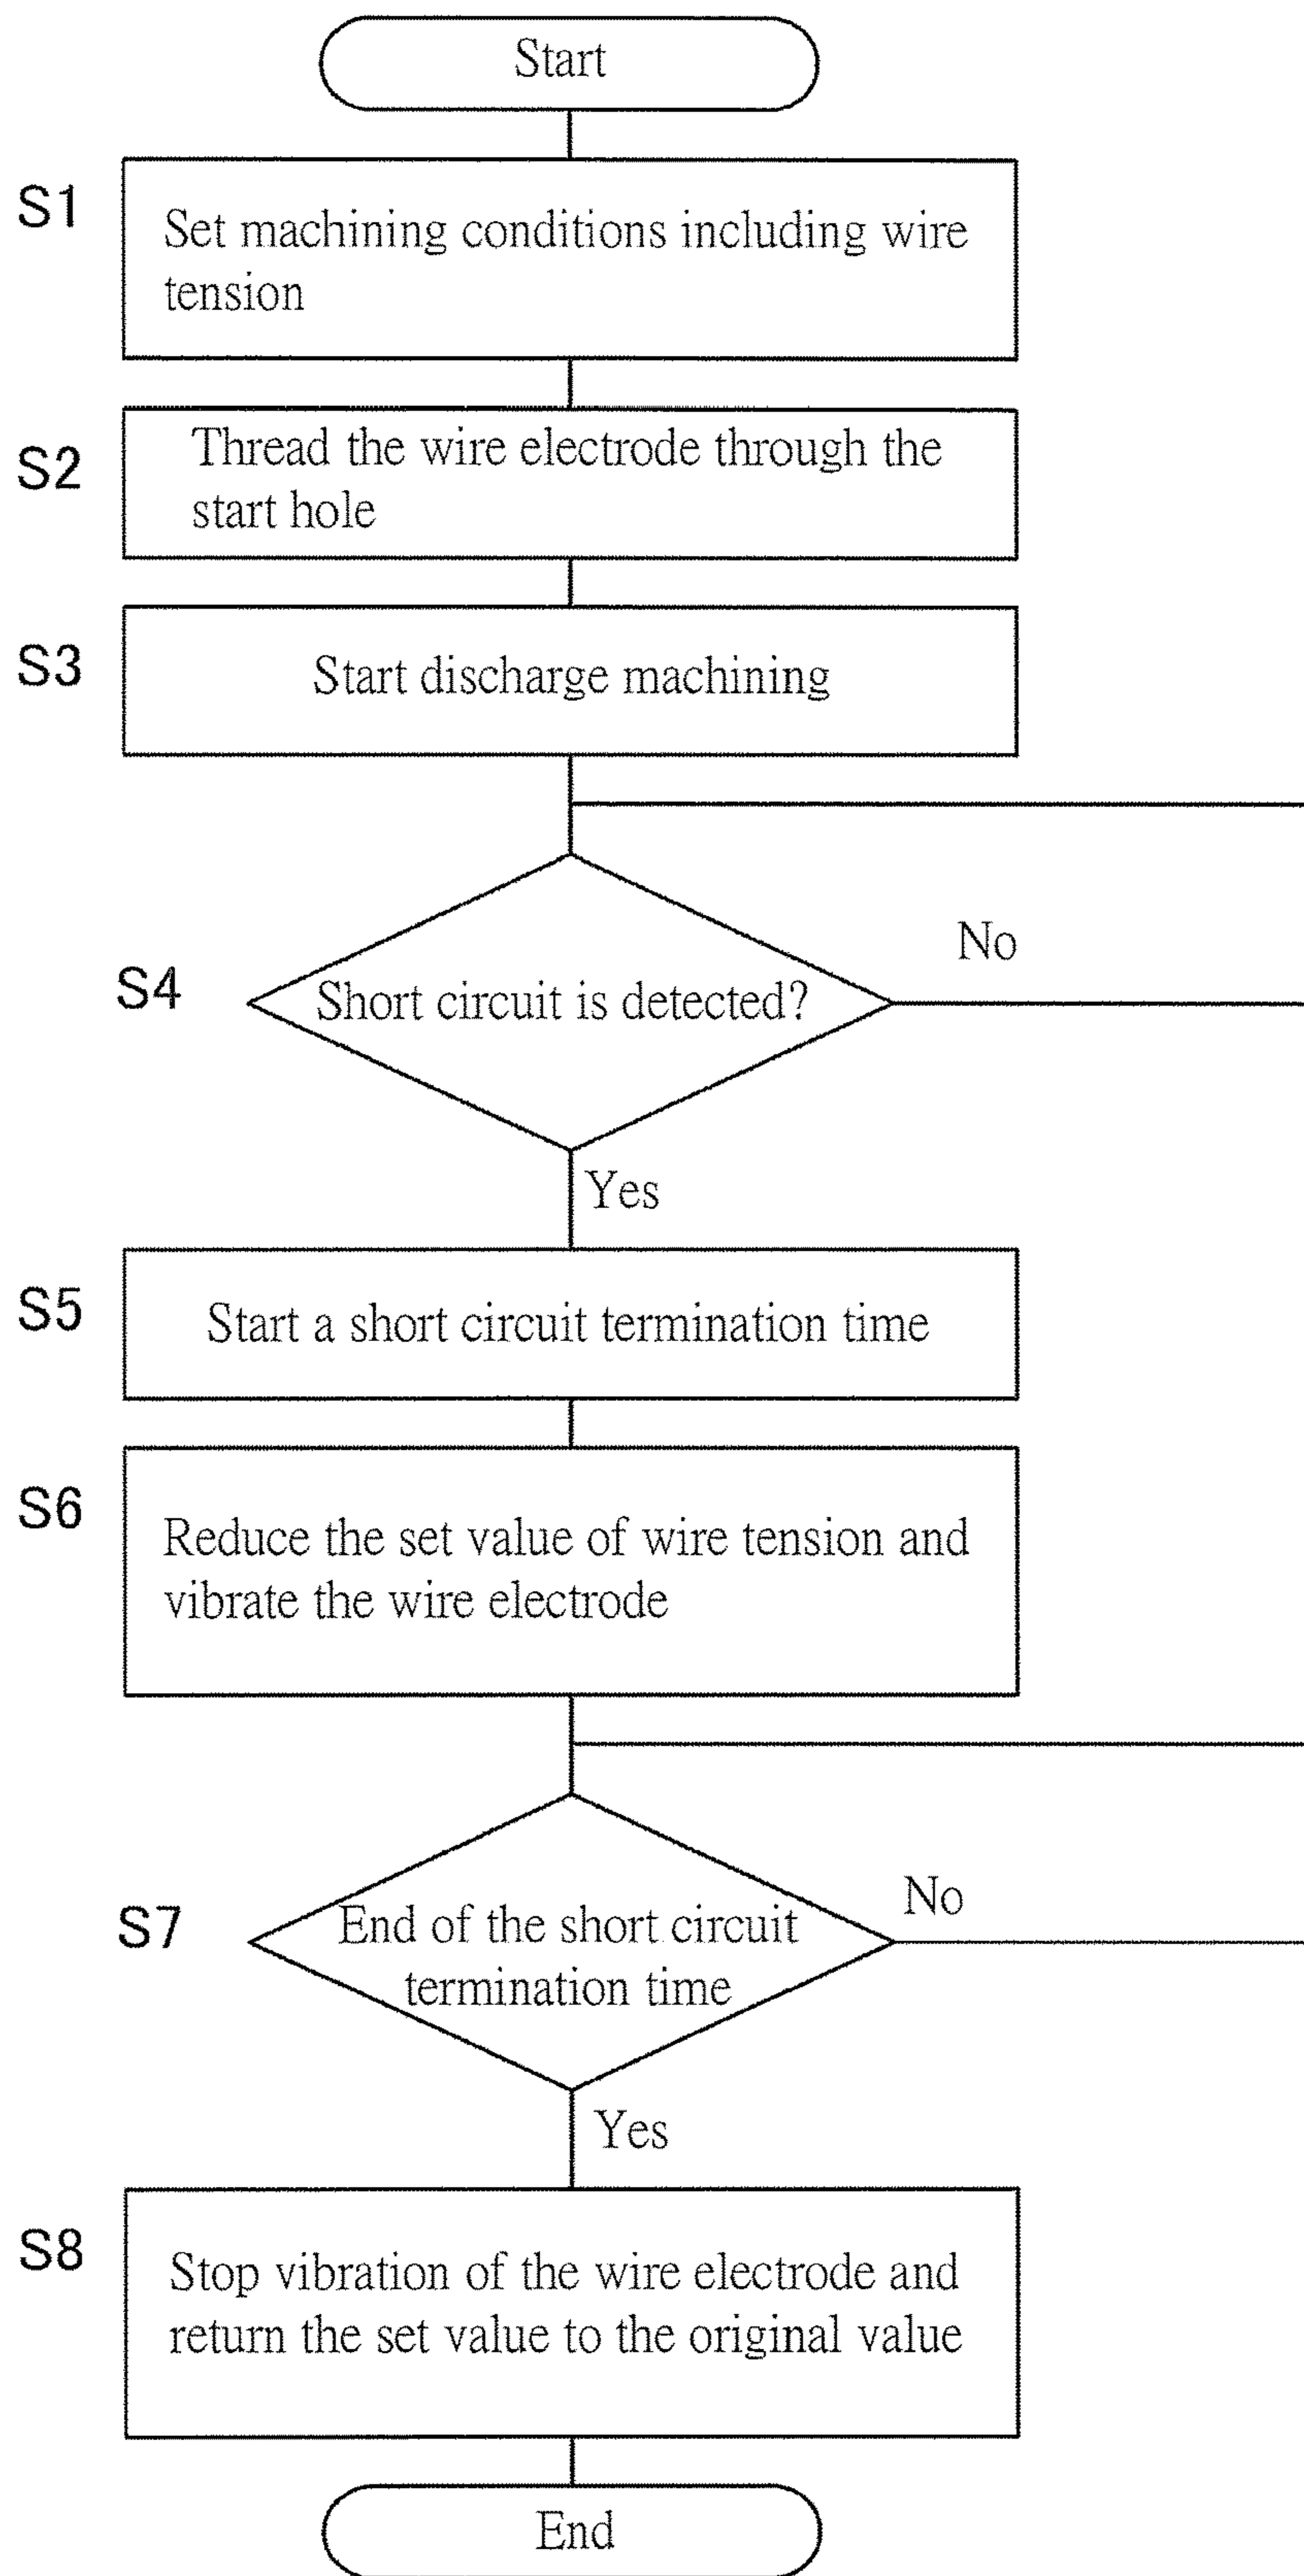 Start
S1
Set machining conditions including wire
tension
S2
Thread the wire electrode through the
start hole
S3
Start discharge machining
S4
Short circuit is detected?
No
Yes
S5
Start a short circuit termination time
S6
Reduce the set value of wire tension and
vibrate the wire electrode
S7
End of the short circuit
termination time
No
Yes
S8
Stop vibration of the wire electrode and
return the set value to the original value
End